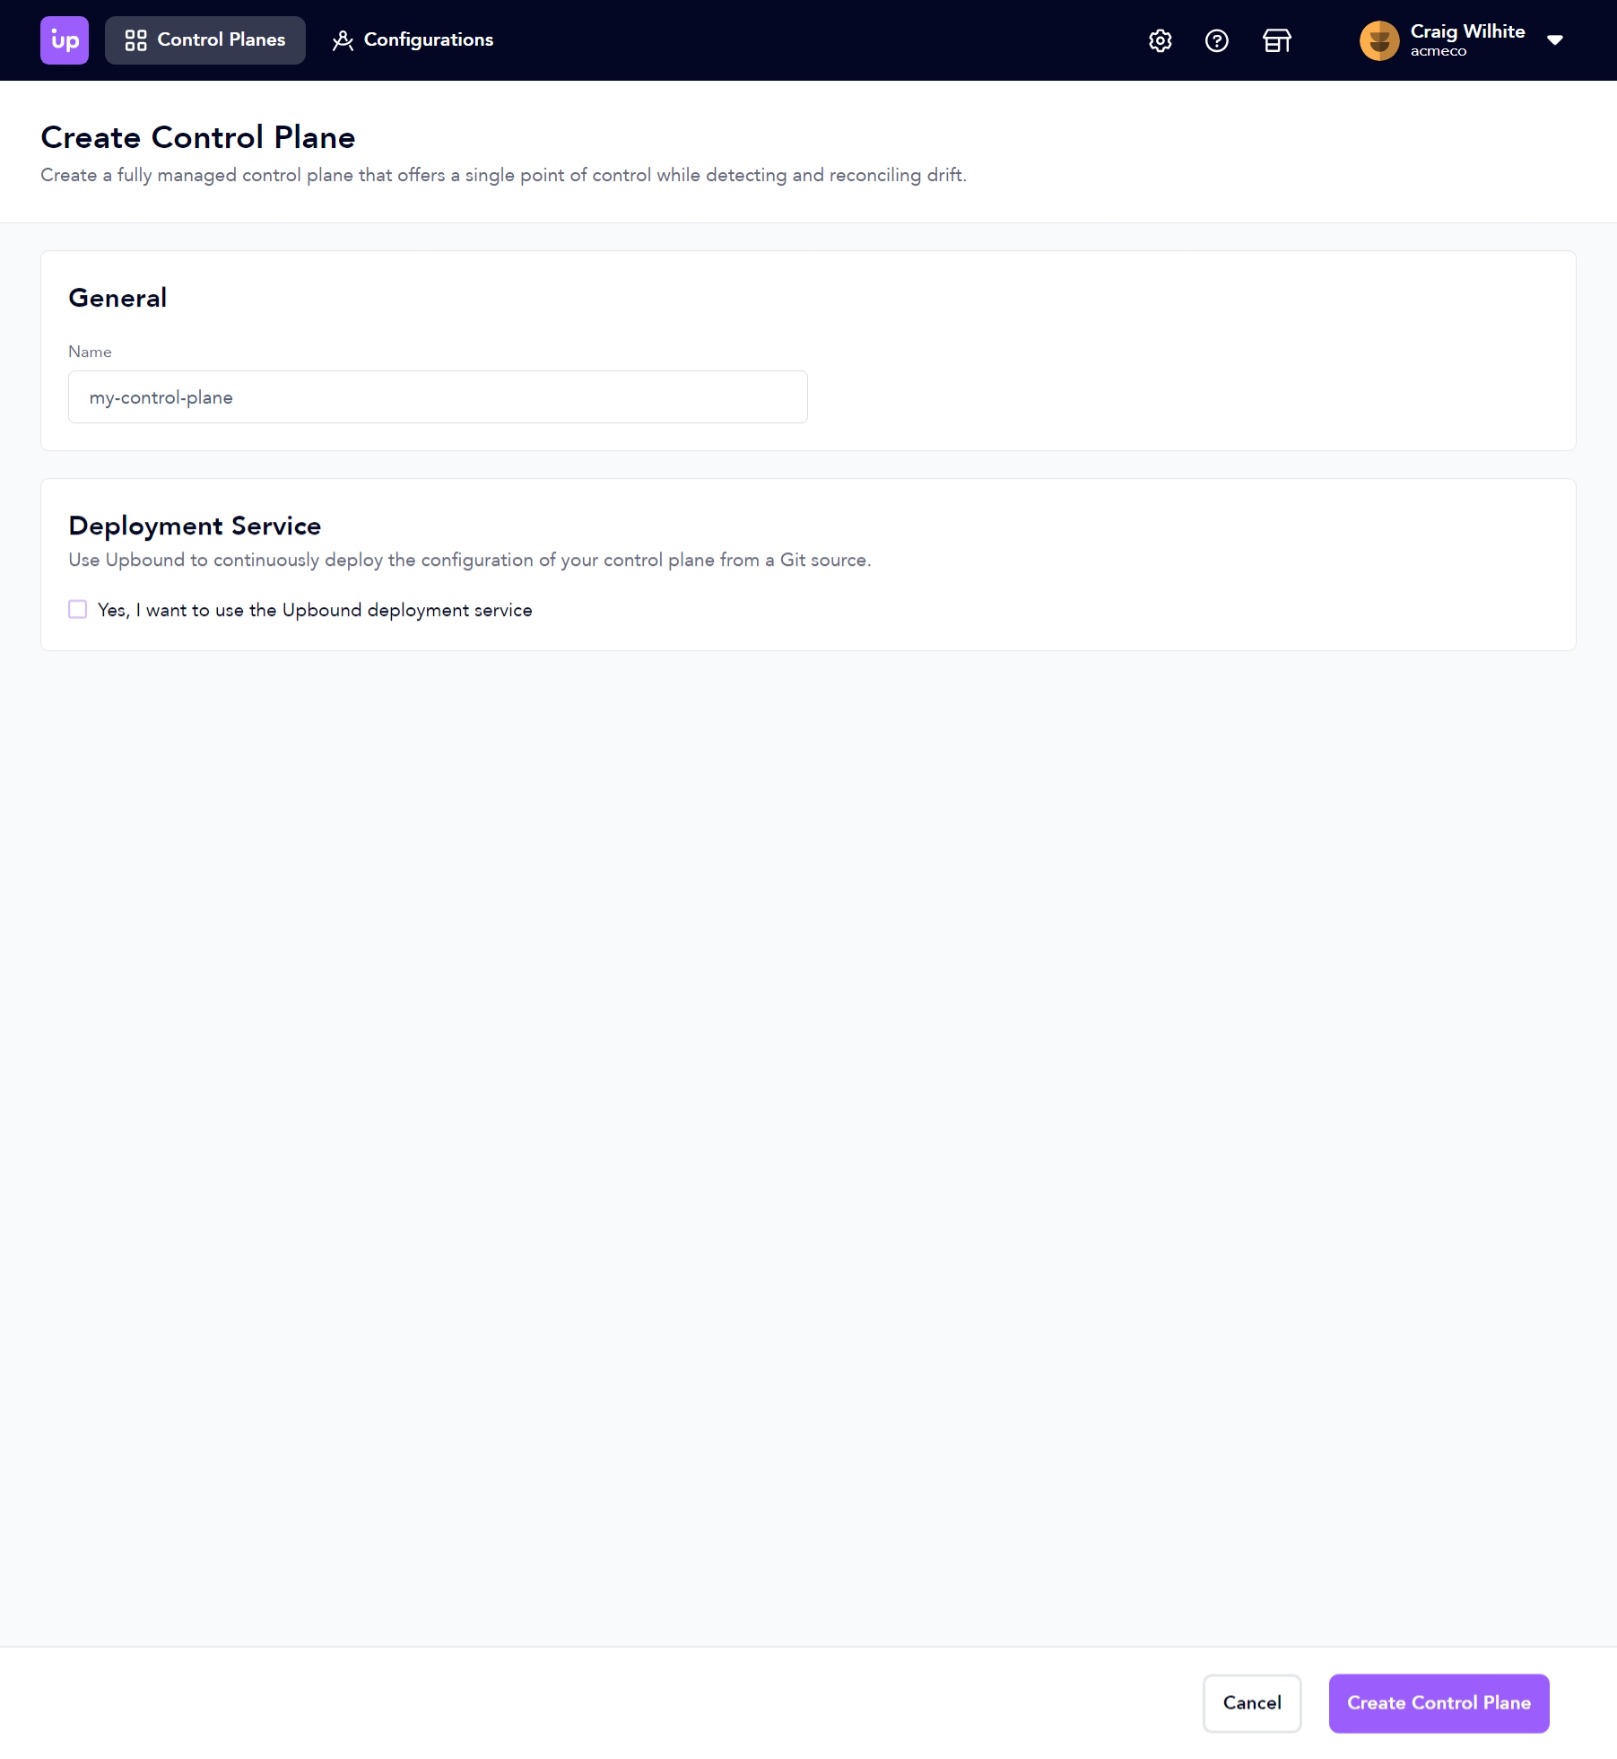 up
Control Planes
Configurations
Craig Wilhite
acmeco
Create Control Plane
Create a fully managed control plane that offers a single point of control while detecting and reconciling drift.
General
Name
my-control-plane
Deployment Service
Use Upbound to continuously deploy the configuration of your control plane from a Git source.
Yes, I want to use the Upbound deployment service
Cancel
Create Control Plane